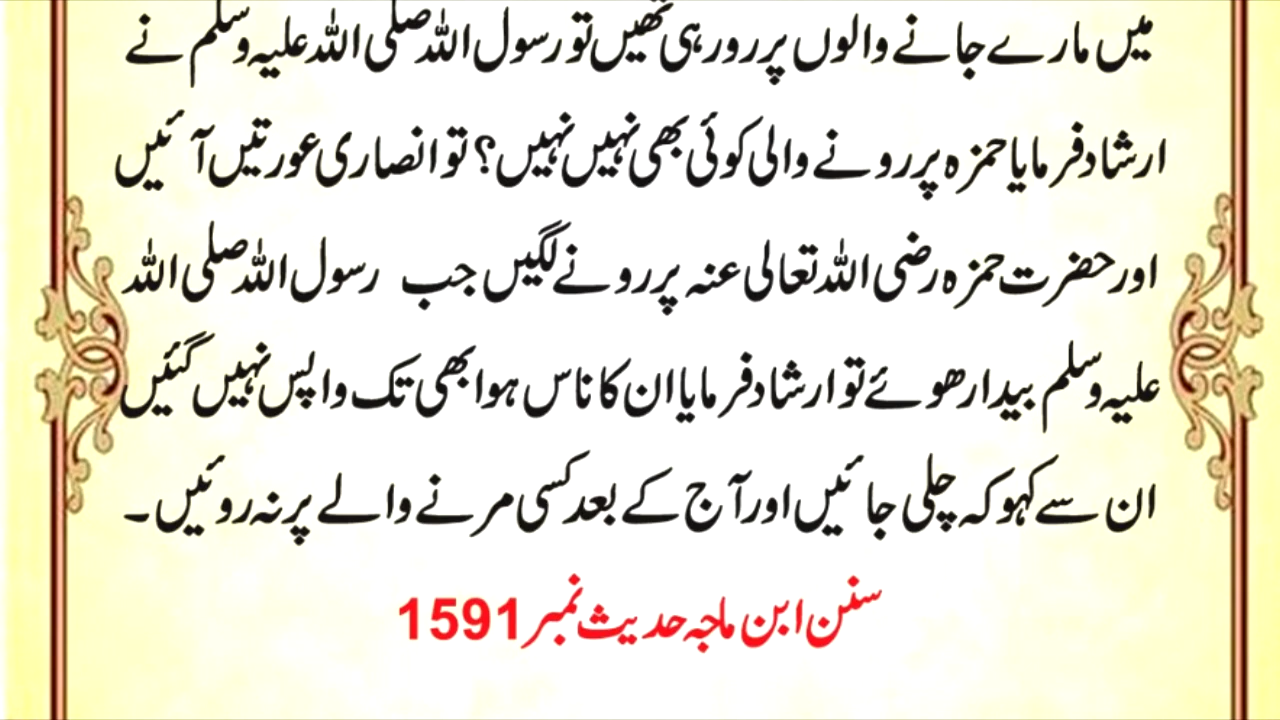 میں مارے جانے والوں پر رو رہی تھیں تو رسول اللہ صلی اللہ علیہ وسلم نے
ارشاد فرمایا حمزہ پر رونے والی کوئی بھی نہیں نہیں؟ تو انصاری عورتیں آئیں
اور حضرت حمزہ رضی اللہ تعالی عنہ پر رونے لگیں جب رسول اللہ صلی اللہ
علیہ وسلم بیدار ھوئے تو ارشاد فرمایا ان کا ناس ہوا بھی تک واپس نہیں گئیں
ان سے کہو کہ چلی جائیں اور آج کے بعد کسی مرنے والے پر نہ روئیں۔
سنن ابن ماجہ حدیث نمبر 1591